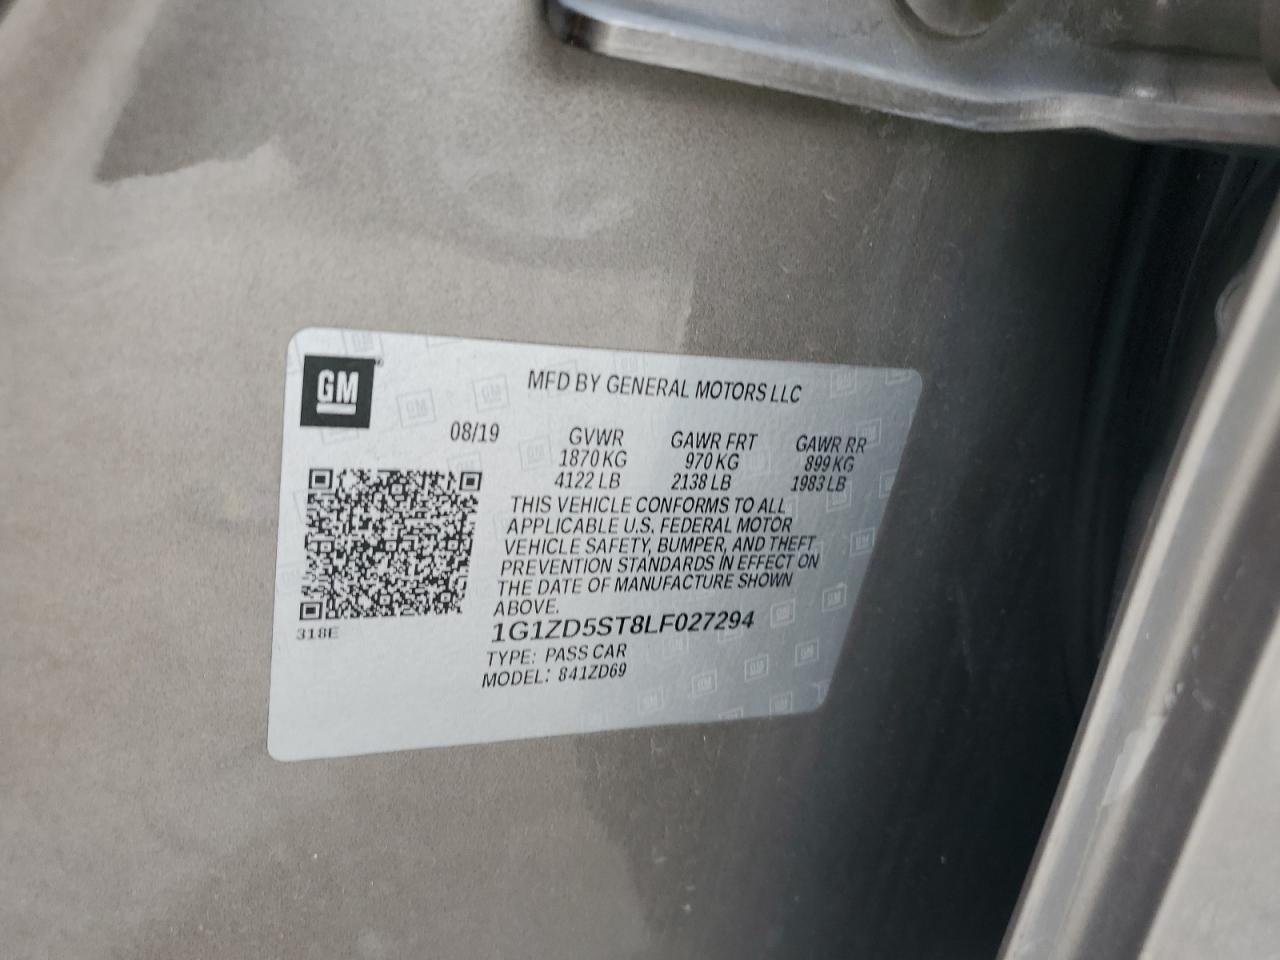 GM
MFD BY GENERAL MOTORS LLC
08/19 GVWR GAWR FRT GAWR RR
1870 KG 970 KG 899 KG
4122 LB 2138 LB 1983 LB
THIS VEHICLE CONFORMS TO ALL
APPLICABLE U.S. FEDERAL MOTOR
VEHICLE SAFETY, BUMPER, AND THEFT
PREVENTION STANDARDS IN EFFECT ON
THE DATE OF MANUFACTURE SHOWN
ABOVE.
318E
1G1ZD5ST8LF027294
TYPE: PASS CAR
MODEL: 841ZD69